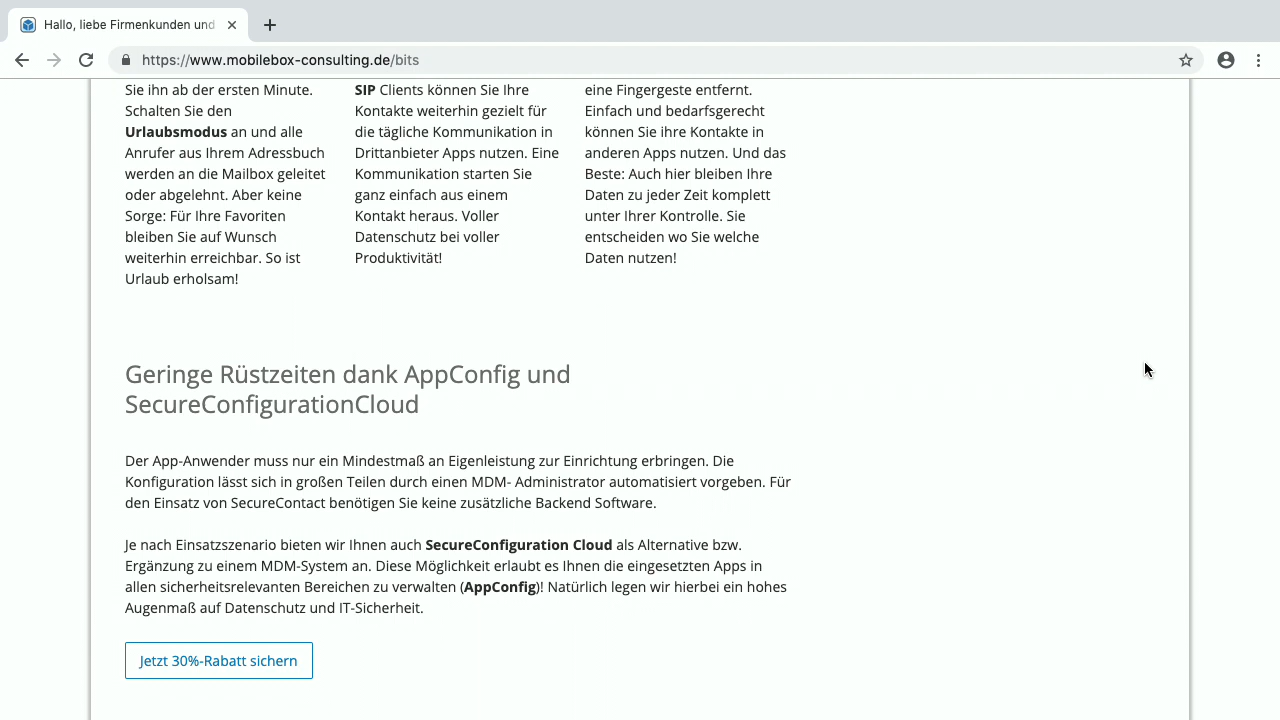 Hallo, liebe Firmenkunden und
https://www.mobilebox-consulting.de/bits
Sie ihn ab der ersten Minute.
Schalten Sie den
Urlaubsmodus an und alle
Anrufer aus Ihrem Adressbuch
werden an die Mailbox geleitet
oder abgelehnt. Aber keine
Sorge: Für Ihre Favoriten
bleiben Sie auf Wunsch
weiterhin erreichbar. So ist
Urlaub erholsam!
SIP Clients können Sie Ihre
Kontakte weiterhin gezielt für
die tägliche Kommunikation in
Drittanbieter Apps nutzen. Eine
Kommunikation starten Sie
ganz einfach aus einem
Kontakt heraus. Voller
Datenschutz bei voller
Produktivität!
eine Fingergeste entfernt.
Einfach und bedarfsgerecht
können Sie ihre Kontakte in
anderen Apps nutzen. Und das
Beste: Auch hier bleiben Ihre
Daten zu jeder Zeit komplett
unter Ihrer Kontrolle. Sie
entscheiden wo Sie welche
Daten nutzen!
Geringe Rüstzeiten dank AppConfig und
SecureConfigurationCloud
Der App-Anwender muss nur ein Mindestmaß an Eigenleistung zur Einrichtung erbringen. Die
Konfiguration lässt sich in großen Teilen durch einen MDM- Administrator automatisiert vorgeben. Für
den Einsatz von SecureContact benötigen Sie keine zusätzliche Backend Software.
Je nach Einsatzszenario bieten wir Ihnen auch SecureConfiguration Cloud als Alternative bzw.
Ergänzung zu einem MDM-System an. Diese Möglichkeit erlaubt es Ihnen die eingesetzten Apps in
allen sicherheitsrelevanten Bereichen zu verwalten (AppConfig)! Natürlich legen wir hierbei ein hohes
Augenmaß auf Datenschutz und IT-Sicherheit.
Jetzt 30%-Rabatt sichern